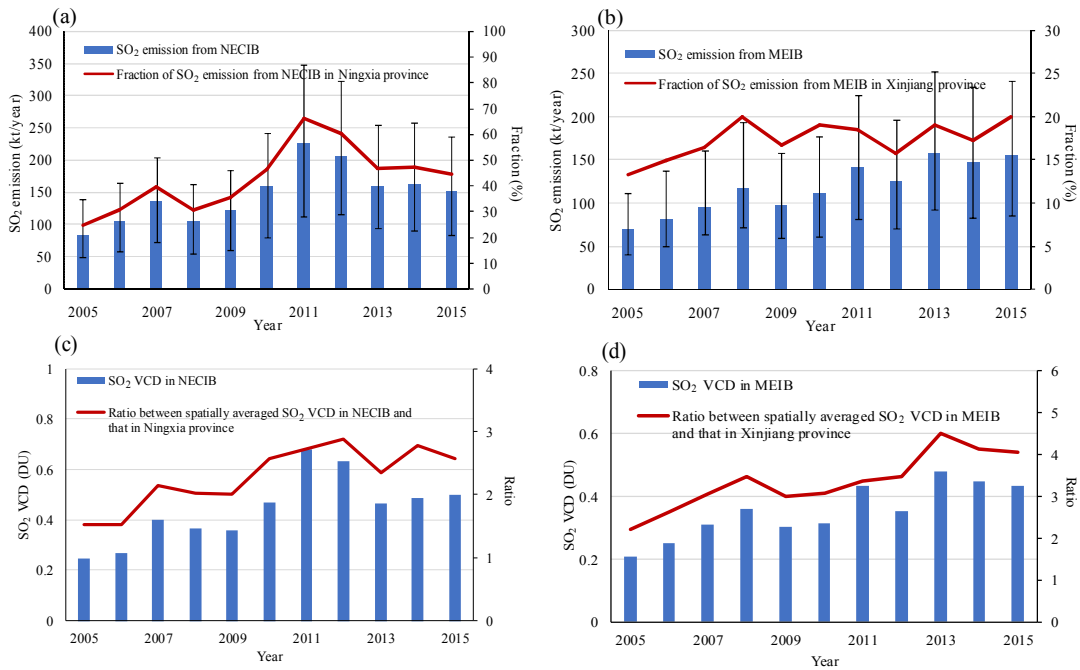 (a)
400
350
300
250
200
150
100
50
0
SO₂ emission (kt/year)
SO₂ emission from NECIB
Fraction of SO₂ emission from NECIB in Ningxia province
100
90
80
70
60
50
40
30
20
10
0
Fraction (%)
2005 2007 2009 2011 2013 2015
Year
(b)
300
250
200
150
100
50
0
SO₂ emission (kt/year)
SO₂ emission from MEIB
Fraction of SO₂ emission from MEIB in Xinjiang province
30
25
20
15
10
5
0
Fraction (%)
2005 2007 2009 2011 2013 2015
Year
(c)
1
0.8
0.6
0.4
0.2
0
SO₂ VCD (DU)
SO₂ VCD in NECIB
Ratio between spatially averaged SO₂ VCD in NECIB and
that in Ningxia province
4
3
2
1
0
Ratio
2005 2007 2009 2011 2013 2015
Year
(d)
0.8
0.6
0.4
0.2
0
SO₂ VCD (DU)
SO₂ VCD in MEIB
Ratio between spatially averaged SO₂ VCD in MEIB
and that in Xinjiang province
6
5
4
3
2
1
0
Ratio
2005 2007 2009 2011 2013 2015
Year